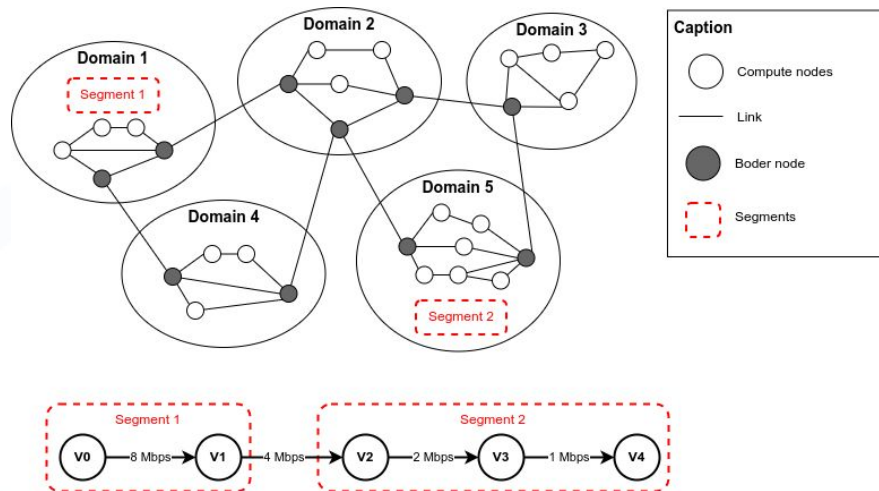 Domain 1
Segment 1
Domain 2
Domain 3
Domain 4
Domain 5
Segment 2
Caption
Compute nodes
Link
Boder node
Segments
Segment 1
Segment 2
V0
8 Mbps
V1
4 Mbps
V2
2 Mbps
V3
1 Mbps
V4